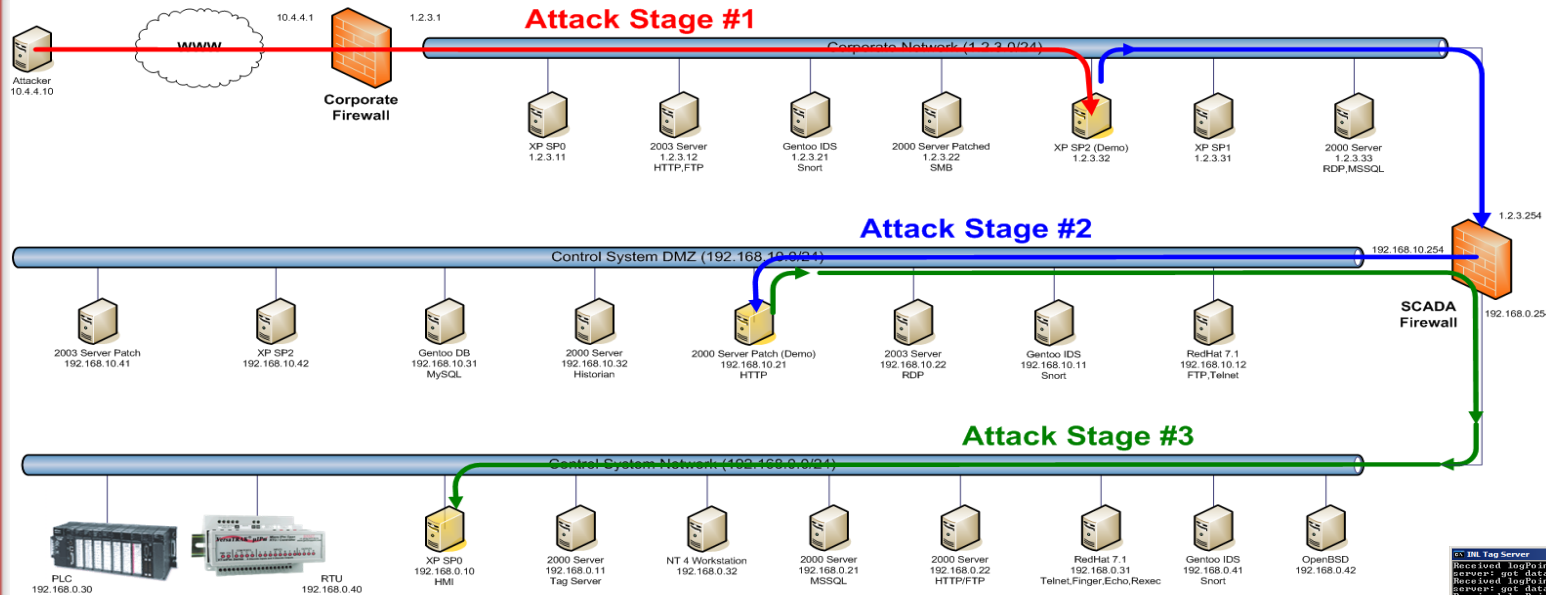 Attack Stage #1
10.4.4.1
1.2.3.1
WWW
Corporate Network (1.2.3.0/24)
Attacker
10.4.4.10
Corporate
Firewall
XP SP0
1.2.3.11
2003 Server
1.2.3.12
HTTP,FTP
Gentoo IDS
1.2.3.21
Snort
2000 Server Patched
1.2.3.22
SMB
XP SP2 (Demo)
1.2.3.32
XP SP1
1.2.3.31
2000 Server
1.2.3.33
RDP,MSSQL
1.2.3.254
Attack Stage #2
192.168.10.254
Control System DMZ (192.168.10.0/24)
SCADA
Firewall
2003 Server Patch
192.168.10.41
XP SP2
192.168.10.42
Gentoo DB
192.168.10.31
MySQL
2000 Server
192.168.10.32
Historian
2000 Server Patch (Demo)
192.168.10.21
HTTP
2003 Server
192.168.10.22
RDP
Gentoo IDS
192.168.10.11
Snort
RedHat 7.1
192.168.10.12
FTP,Telnet
Attack Stage #3
Control System Network (192.168.0.0/24)
PLC
192.168.0.30
RTU
192.168.0.40
XP SP0
192.168.0.10
HMI
2000 Server
192.168.0.11
Tag Server
NT 4 Workstation
192.168.0.32
2000 Server
192.168.0.21
MSSQL
2000 Server
192.168.0.22
HTTP/FTP
RedHat 7.1
192.168.0.31
Telnet,Finger,Echo,Rexec
Gentoo IDS
192.168.0.41
Snort
OpenBSD
192.168.0.42
INL Tag Server
Received
server: got
Received
server: got